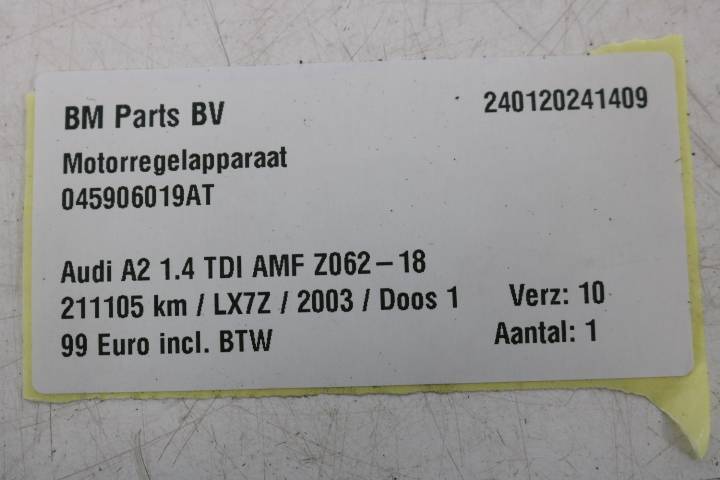 BM Parts BV 240120241409
Motorregelapparaat
045906019AT
Audi A2 1.4 TDI AMF Z062-18
211105 km / LX7Z / 2003 / Doos 1 Verz: 10
99 Euro incl. BTW Aantal: 1